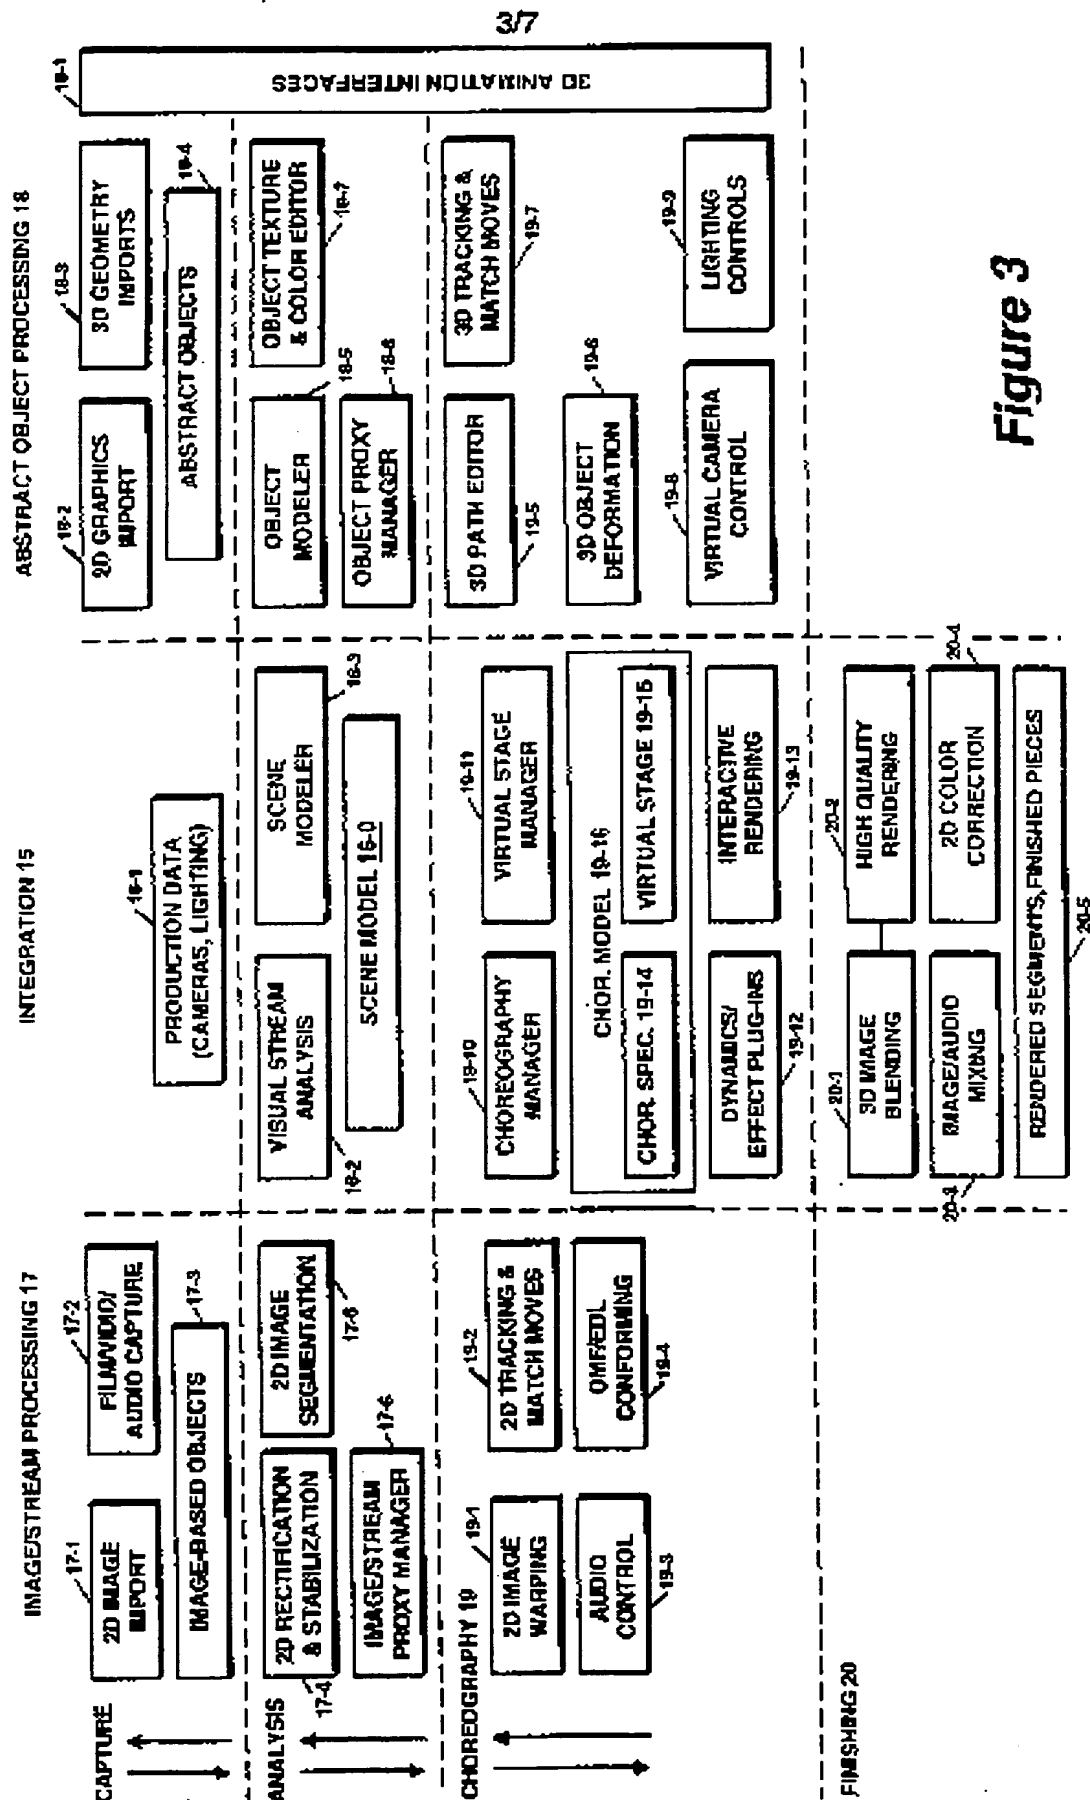 3/7
IMAGE/STREAM PROCESSING 17
INTEGRATION 15
ABSTRACT OBJECT PROCESSING 18
CAPTURE
17-1
2D IMAGE
IMPORT
17-2
FILM/VIDIO/
AUDIO CAPTURE
IMAGE-BASED OBJECTS
17-3
16-1
PRODUCTION DATA
(CAMERAS, LIGHTING)
18-2
2D GRAPHICS
IMPORT
18-3
3D GEOMETRY
IMPORTS
ABSTRACT OBJECTS
18-4
18-1
3D ANIMATION INTERFACES
ANALYSIS
2D RECTIFICATION
& STABILIZATION
17-4
2D IMAGE
SEGMENTATION
17-5
IMAGE/STREAM
PROXY MANAGER
17-6
VISUAL STREAM
ANALYSIS
16-2
SCENE
MODELER
16-3
SCENE MODEL 16-0
OBJECT
MODELER
18-5
OBJECT TEXTURE
& COLOR EDITOR
18-7
OBJECT PROXY
MANAGER
18-6
CHOREOGRAPHY 19
19-1
2D IMAGE
WARPING
19-2
2D TRACKING &
MATCH MOVES
AUDIO
CONTROL
19-3
OMF/EDL
CONFORMING
19-4
19-10
CHOREOGRAPHY
MANAGER
19-11
VIRTUAL STAGE
MANAGER
CHOR. MODEL 19-16
CHOR. SPEC. 19-14
VIRTUAL STAGE 19-15
DYNAMICS/
EFFECT PLUG-INS
19-12
INTERACTIVE
RENDERING
19-13
3D PATH EDITOR
19-5
3D TRACKING &
MATCH MOVES
19-7
3D OBJECT
DEFORMATION
19-6
19-8
VIRTUAL CAMERA
CONTROL
19-9
LIGHTING
CONTROLS
FINISHING 20
20-1
3D IMAGE
BLENDING
20-2
HIGH QUALITY
RENDERING
IMAGE/AUDIO
MIXING
20-3
2D COLOR
CORRECTION
20-4
RENDERED SEGMENTS, FINISHED PIECES
20-5
Figure 3